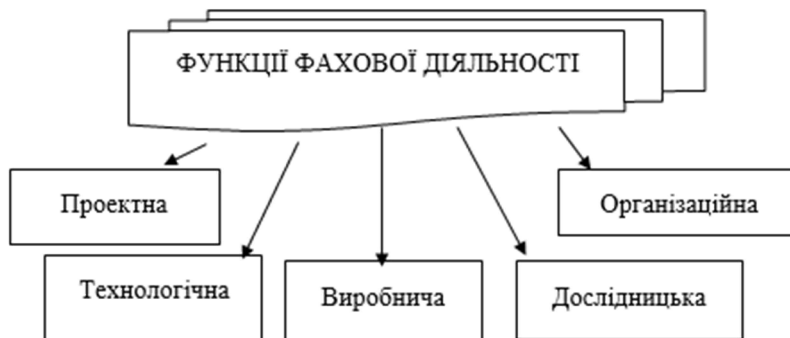 ФУНКЦІЇ ФАХОВОЇ ДІЯЛЬНОСТІ
Проектна
Організаційна
Технологічна
Виробнича
Дослідницька